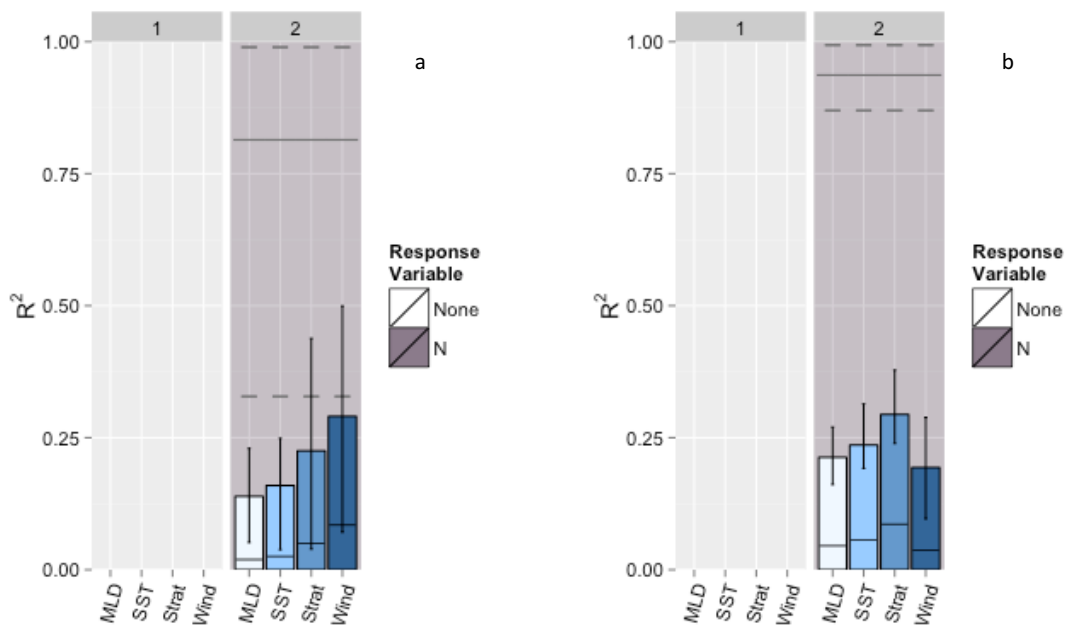 1 2
1.00
0.75
0.50
0.25
0.00
R2
MLD SST Strat Wind MLD SST Strat Wind
a
Response
Variable
None
N
1 2
1.00
0.75
0.50
0.25
0.00
R2
MLD SST Strat Wind MLD SST Strat Wind
b
Response
Variable
None
N